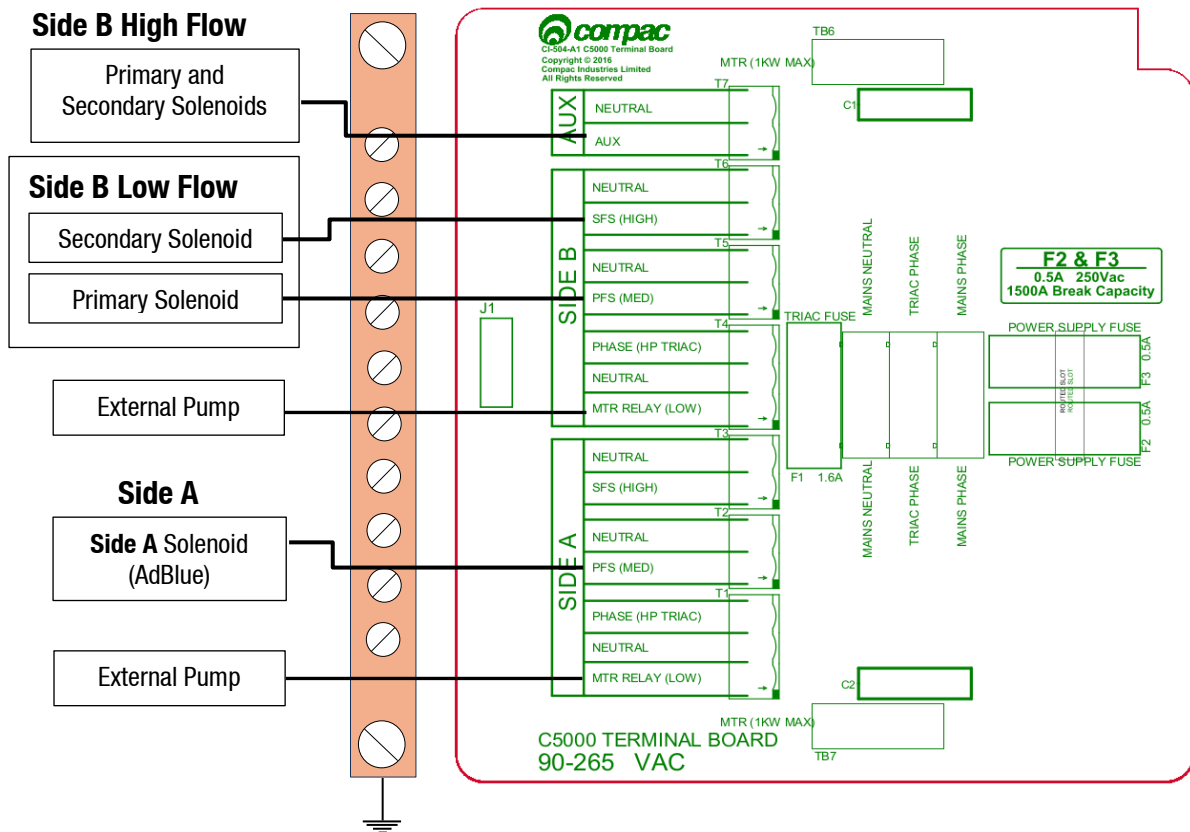 Side B High Flow
Primary and
Secondary Solenoids
Side B Low Flow
Secondary Solenoid
Primary Solenoid
External Pump
Side A
Side A Solenoid
(AdBlue)
External Pump
compac
CI-504-A1 C5000 Terminal Board
Copyright © 2016
Compac Industries Limited
All Rights Reserved
TB6
MTR (1KW MAX)
C1
T7
AUX
NEUTRAL
AUX
T6
SIDE B
NEUTRAL
SFS (HIGH)
T5
NEUTRAL
PFS (MED)
T4
PHASE (HP TRIAC)
NEUTRAL
MTR RELAY (LOW)
J1
T3
SIDE A
NEUTRAL
SFS (HIGH)
T2
NEUTRAL
PFS (MED)
T1
PHASE (HP TRIAC)
NEUTRAL
MTR RELAY (LOW)
TRIAC FUSE
F1 1.6A
MAINS NEUTRAL
TRIAC PHASE
MAINS PHASE
MAINS NEUTRAL
TRIAC PHASE
MAINS PHASE
F2 & F3
0.5A 250Vac
1500A Break Capacity
POWER SUPPLY FUSE
F3 0.5A
ROUTED SLOT
ROUTED SLOT
F2 0.5A
POWER SUPPLY FUSE
C2
MTR (1KW MAX)
TB7
C5000 TERMINAL BOARD
90-265 VAC